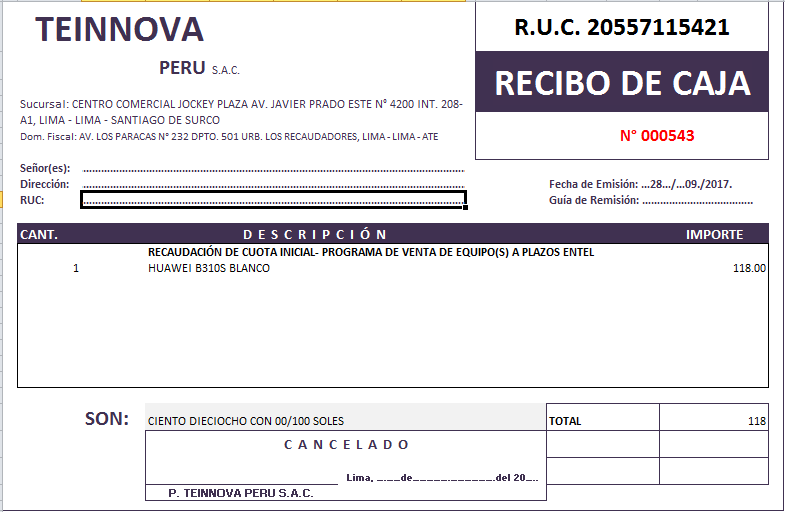 TEINNOVA
PERU S.A.C.
R.U.C. 20557115421
RECIBO DE CAJA
N° 000543
Sucursal: CENTRO COMERCIAL JOCKEY PLAZA AV. JAVIER PRADO ESTE N° 4200 INT. 208-
A1, LIMA - LIMA - SANTIAGO DE SURCO
Dom. Fiscal: AV. LOS PARACAS N° 232 DPTO. 501 URB. LOS RECAUDADORES, LIMA - LIMA - ATE
Señor(es): ....................................................................
Dirección: ....................................................................
Fecha de Emisión: ...28.../...09./2017.
RUC: ....................................................................
Guía de Remisión: ....................................
CANT. DESCRIPCIÓN IMPORTE
RECAUDACIÓN DE CUOTA INICIAL- PROGRAMA DE VENTA DE EQUIPO(S) A PLAZOS ENTEL
1 HUAWEI B310S BLANCO 118.00
SON: CIENTO DIECIOCHO CON 00/100 SOLES TOTAL 118
CANCELADO
Lima, ......de........................del 20....
P. TEINNOVA PERU S.A.C.